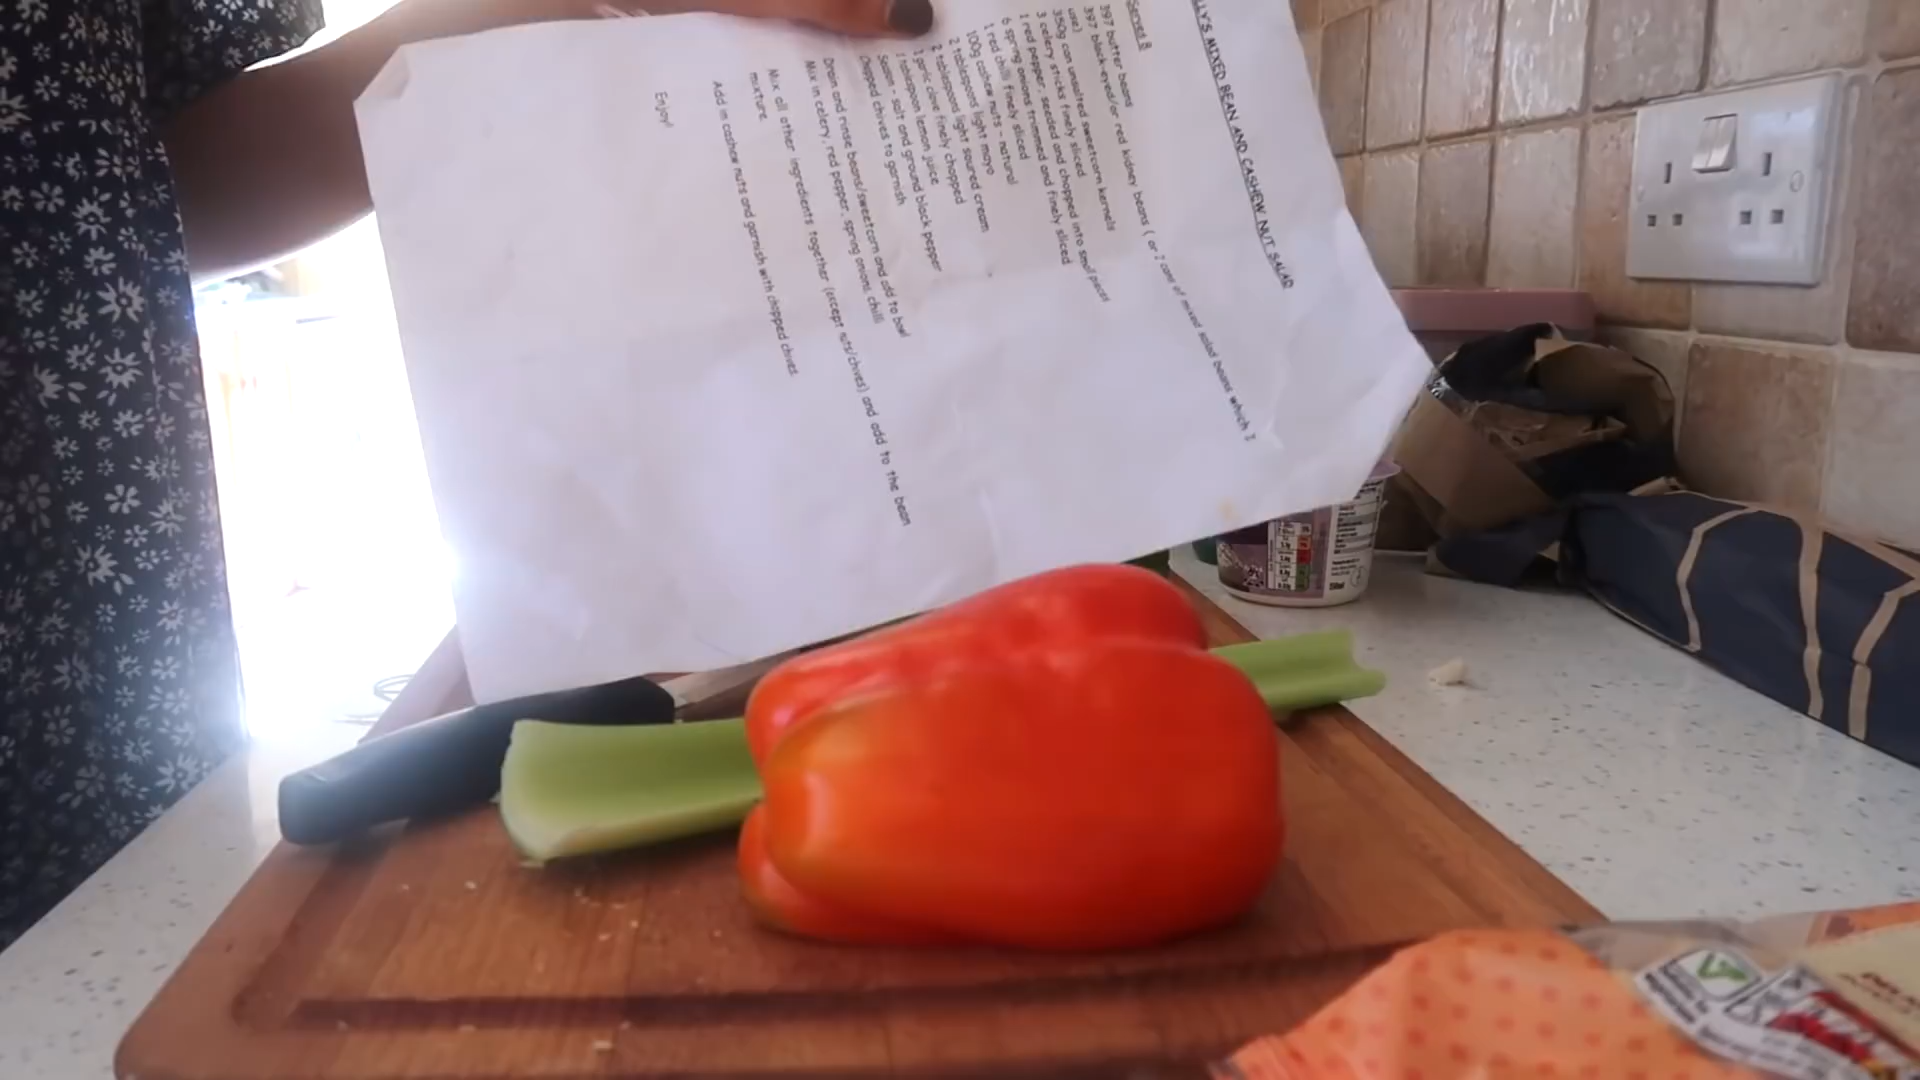 LLY'S MIXED BEAN AND CASHEW NUT SALAD
Serves 8
397 butter beans
397 black-eyed/or red kidney beans ( or 2 cans of mixed salad beans which I
use)
350g can unsalted sweetcorn kernels
3 celery sticks finely sliced
1 red pepper, seeded and chopped into small pieces
6 spring onions trimmed and finely sliced
1 red chilli finely sliced
100g cashew nuts - natural
2 tablespoons light mayo
2 tablespoons light soured cream
1 garlic clove finely chopped
1 tablespoon lemon juice
Season - salt and ground black pepper
Chopped chives to garnish
Drain and rinse beans/sweetcorn and add to bowl
Mix in celery, red pepper, spring onions, chilli
Mix all other ingredients together (except nuts/chives) and add to the bean
mixture
Add in cashew nuts and garnish with chopped chives.
Enjoy!